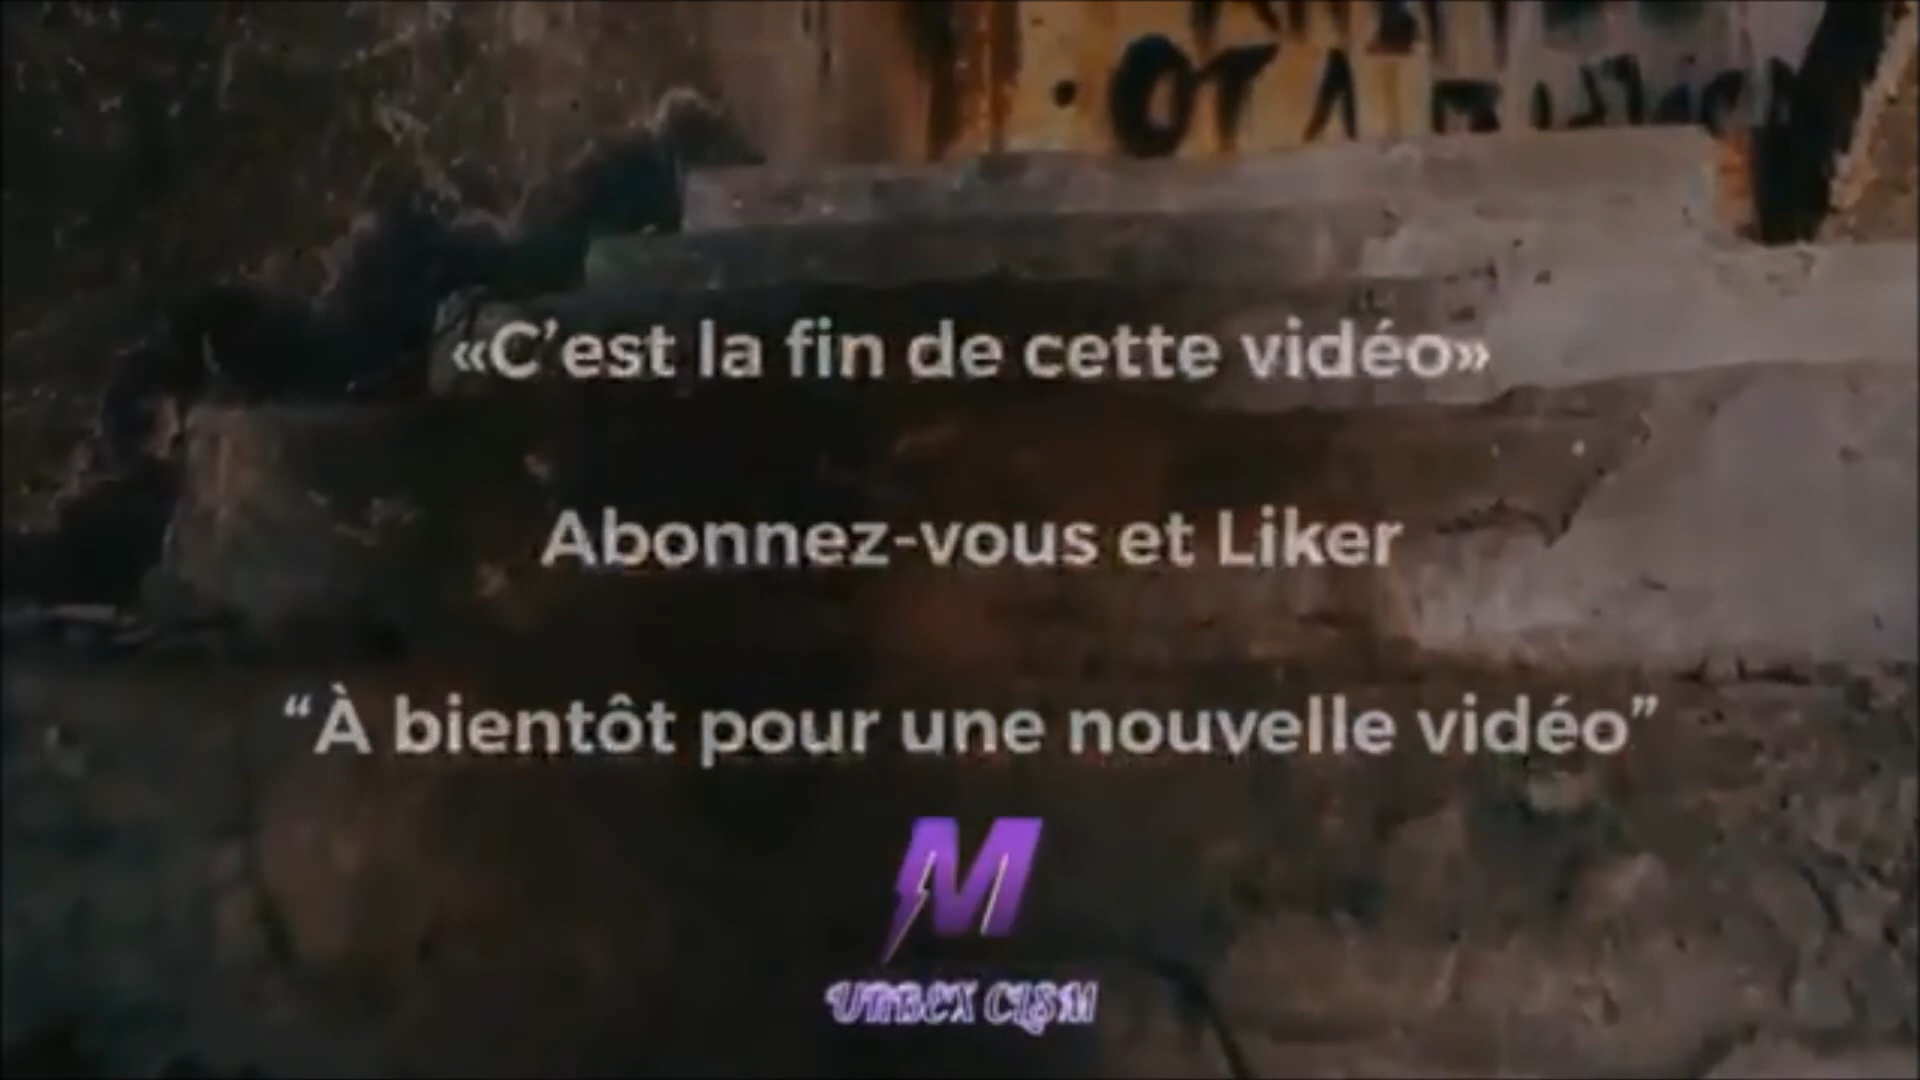 «C’est la fin de cette vidéo»
Abonnez-vous et Liker
“À bientôt pour une nouvelle vidéo”
M
URBEX CLSM